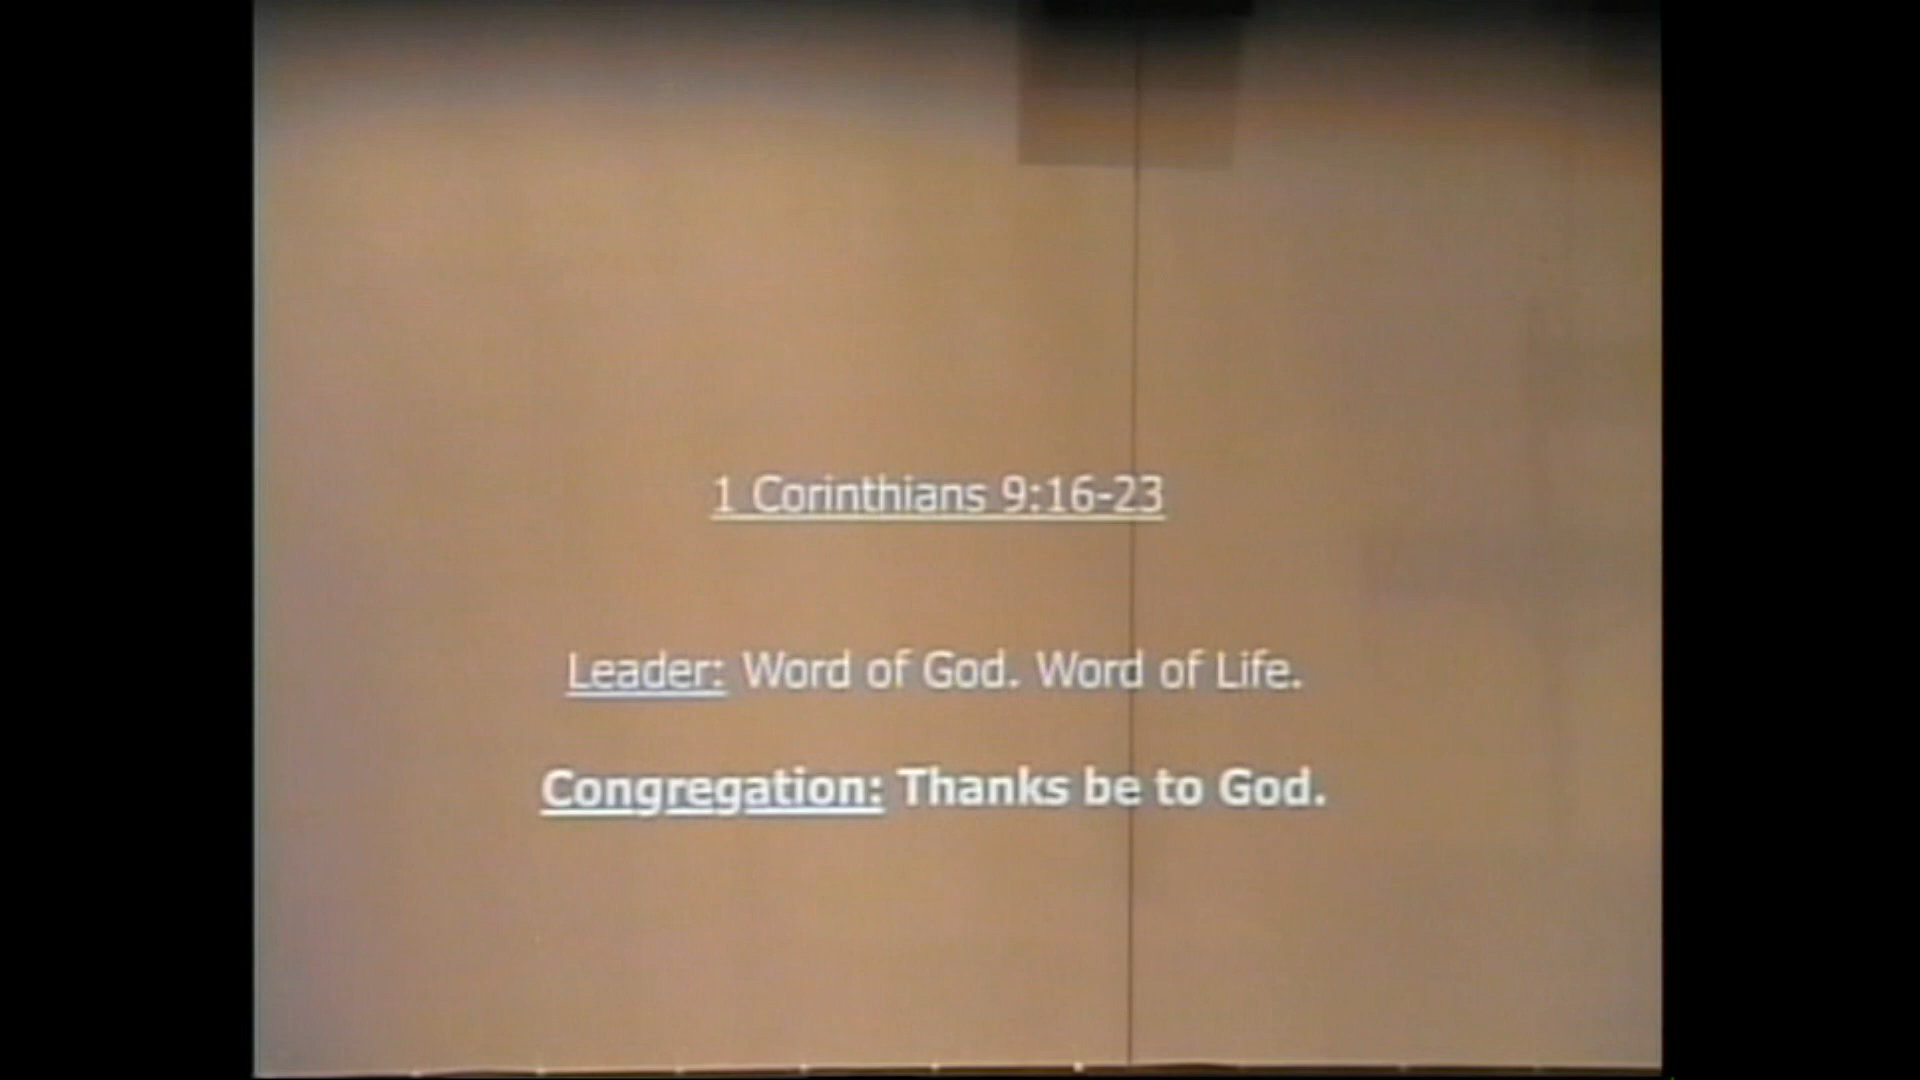 1 Corinthians 9:16-23
Leader: Word of God. Word of Life.
Congregation: Thanks be to God.